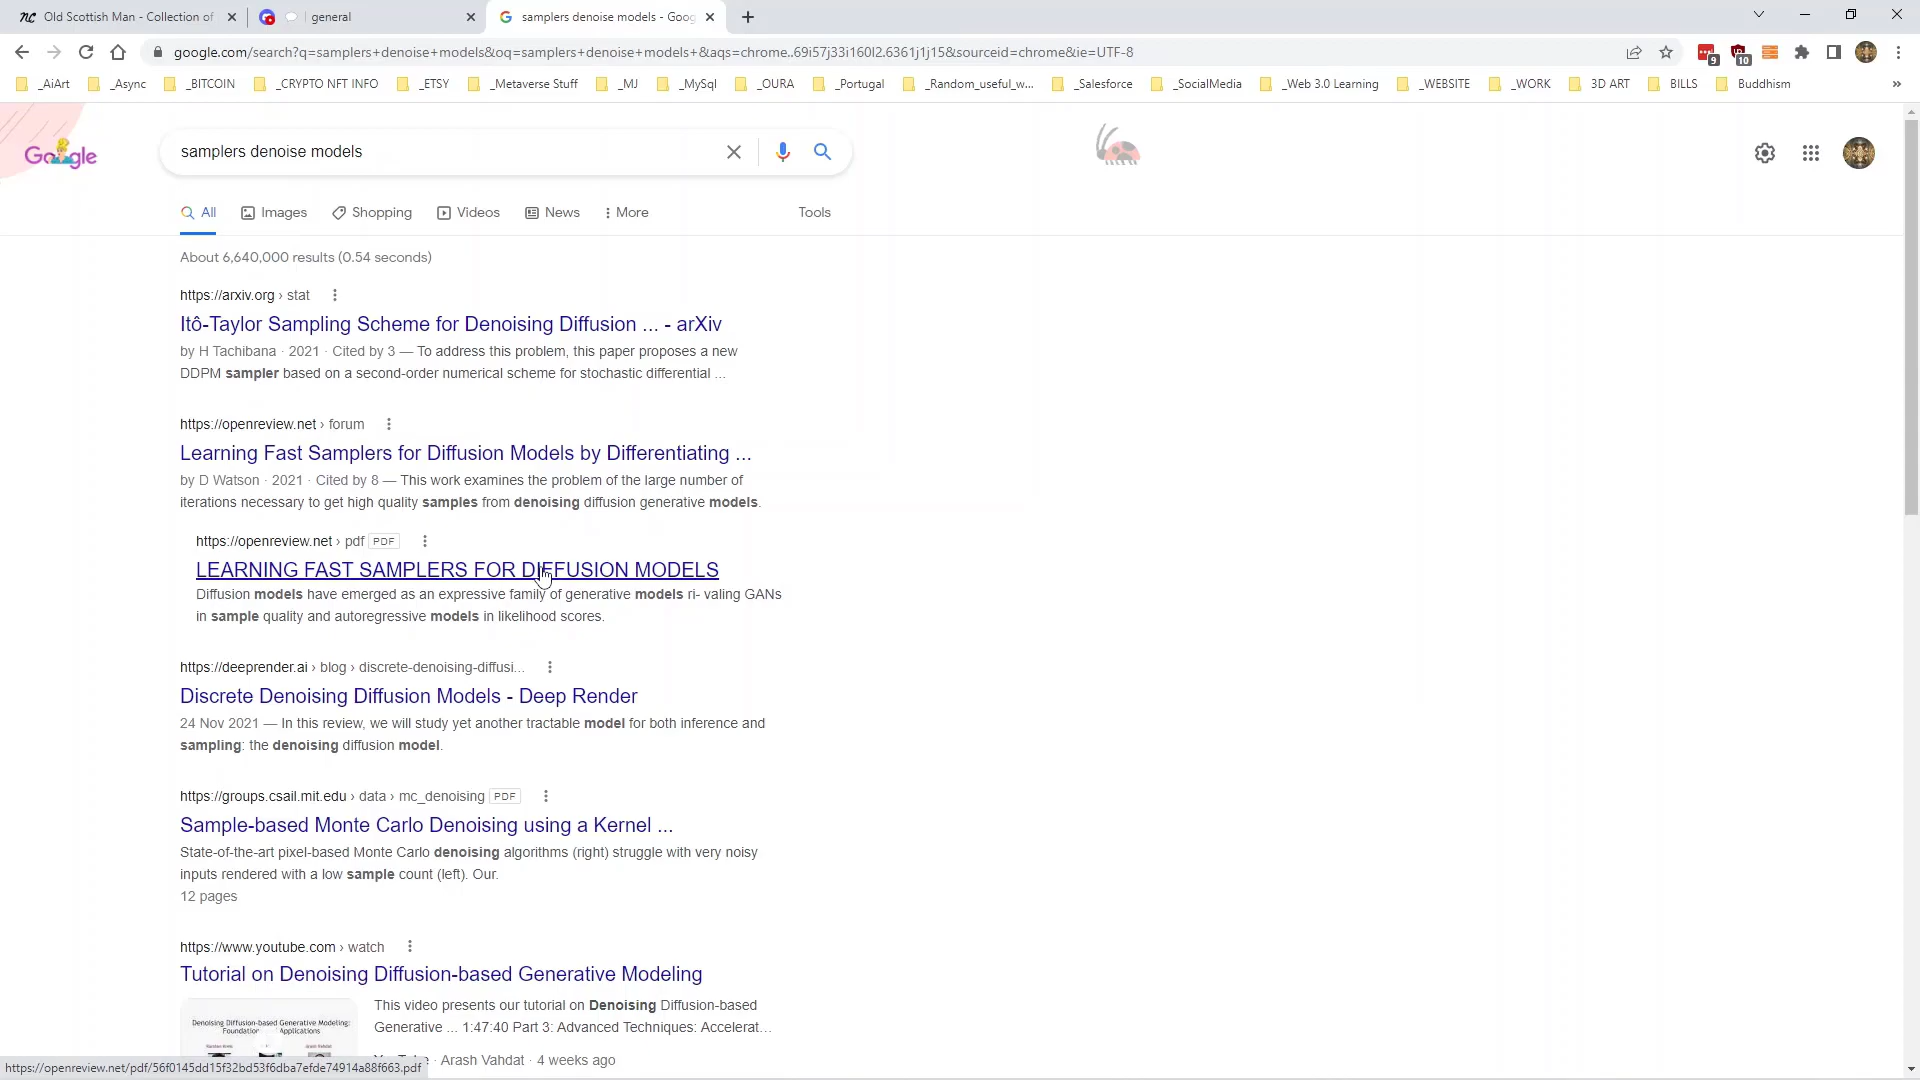 Old Scottish Man - Collection of
general
samplers denoise models - Goog
google.com/search?q=samplers+denoise+models&oq=samplers+denoise+models+&aqs=chrome..69i57j33i160l2.6361j1j15&sourceid=chrome&ie=UTF-8
9
10
_AiArt
_Async
_BITCOIN
_CRYPTO NFT INFO
_ETSY
_Metaverse Stuff
_MJ
_MySql
_OURA
_Portugal
_Random_useful_w...
_Salesforce
_SocialMedia
_Web 3.0 Learning
_WEBSITE
_WORK
3D ART
BILLS
Buddhism
»
Google
samplers denoise models
All
Images
Shopping
Videos
News
More
Tools
About 6,640,000 results (0.54 seconds)
https://arxiv.org › stat
Itô-Taylor Sampling Scheme for Denoising Diffusion ... - arXiv
by H Tachibana · 2021 · Cited by 3 — To address this problem, this paper proposes a new
DDPM sampler based on a second-order numerical scheme for stochastic differential ...
https://openreview.net › forum
Learning Fast Samplers for Diffusion Models by Differentiating ...
by D Watson · 2021 · Cited by 8 — This work examines the problem of the large number of
iterations necessary to get high quality samples from denoising diffusion generative models.
https://openreview.net › pdf PDF
LEARNING FAST SAMPLERS FOR DIFFUSION MODELS
Diffusion models have emerged as an expressive family of generative models ri- valing GANs
in sample quality and autoregressive models in likelihood scores.
https://deeprender.ai › blog › discrete-denoising-diffusi...
Discrete Denoising Diffusion Models - Deep Render
24 Nov 2021 — In this review, we will study yet another tractable model for both inference and
sampling: the denoising diffusion model.
https://groups.csail.mit.edu › data › mc_denoising PDF
Sample-based Monte Carlo Denoising using a Kernel ...
State-of-the-art pixel-based Monte Carlo denoising algorithms (right) struggle with very noisy
inputs rendered with a low sample count (left). Our.
12 pages
https://www.youtube.com › watch
Tutorial on Denoising Diffusion-based Generative Modeling
This video presents our tutorial on Denoising Diffusion-based
Generative ... 1:47:40 Part 3: Advanced Techniques: Accelerat...
Denoising Diffusion-based Generative Modeling:
· Arash Vahdat · 4 weeks ago
https://openreview.net/pdf/56f0145dd15f32bd53f6dba7efde74914a88f663.pdf